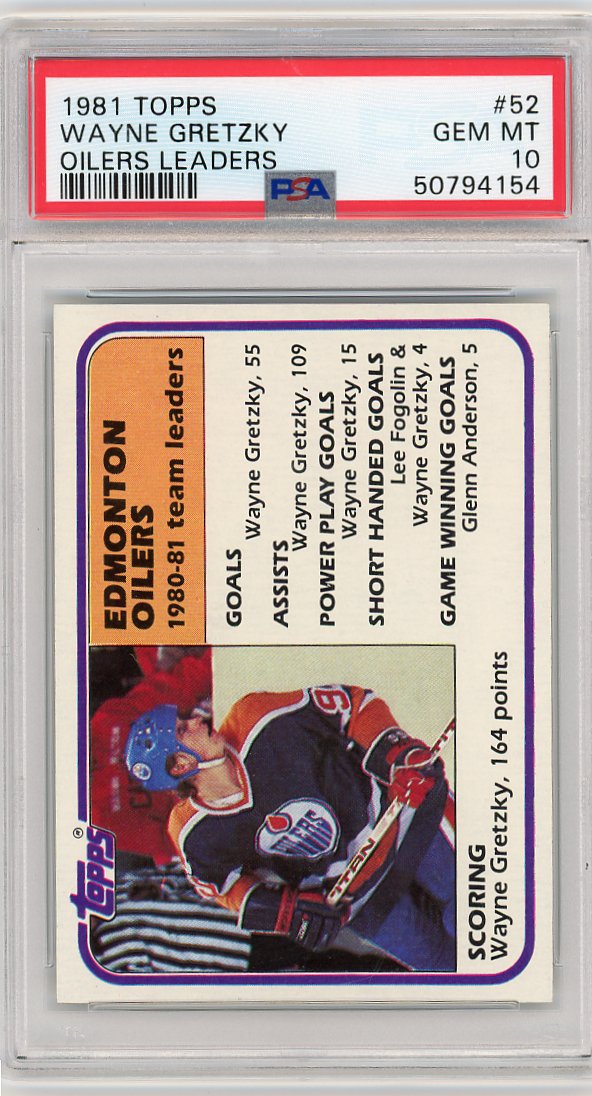 1981 TOPPS #52
WAYNE GRETZKY GEM MT
OILERS LEADERS 10
PSA 50794154
EDMONTON
OILERS
1980-81 team leaders
GOALS
Wayne Gretzky, 55
ASSISTS
Wayne Gretzky, 109
POWER PLAY GOALS
Wayne Gretzky, 15
SHORT HANDED GOALS
Lee Fogolin &
Wayne Gretzky, 4
GAME WINNING GOALS
Glenn Anderson, 5
topps®
OILERS
TITAN
SCORING
Wayne Gretzky, 164 points